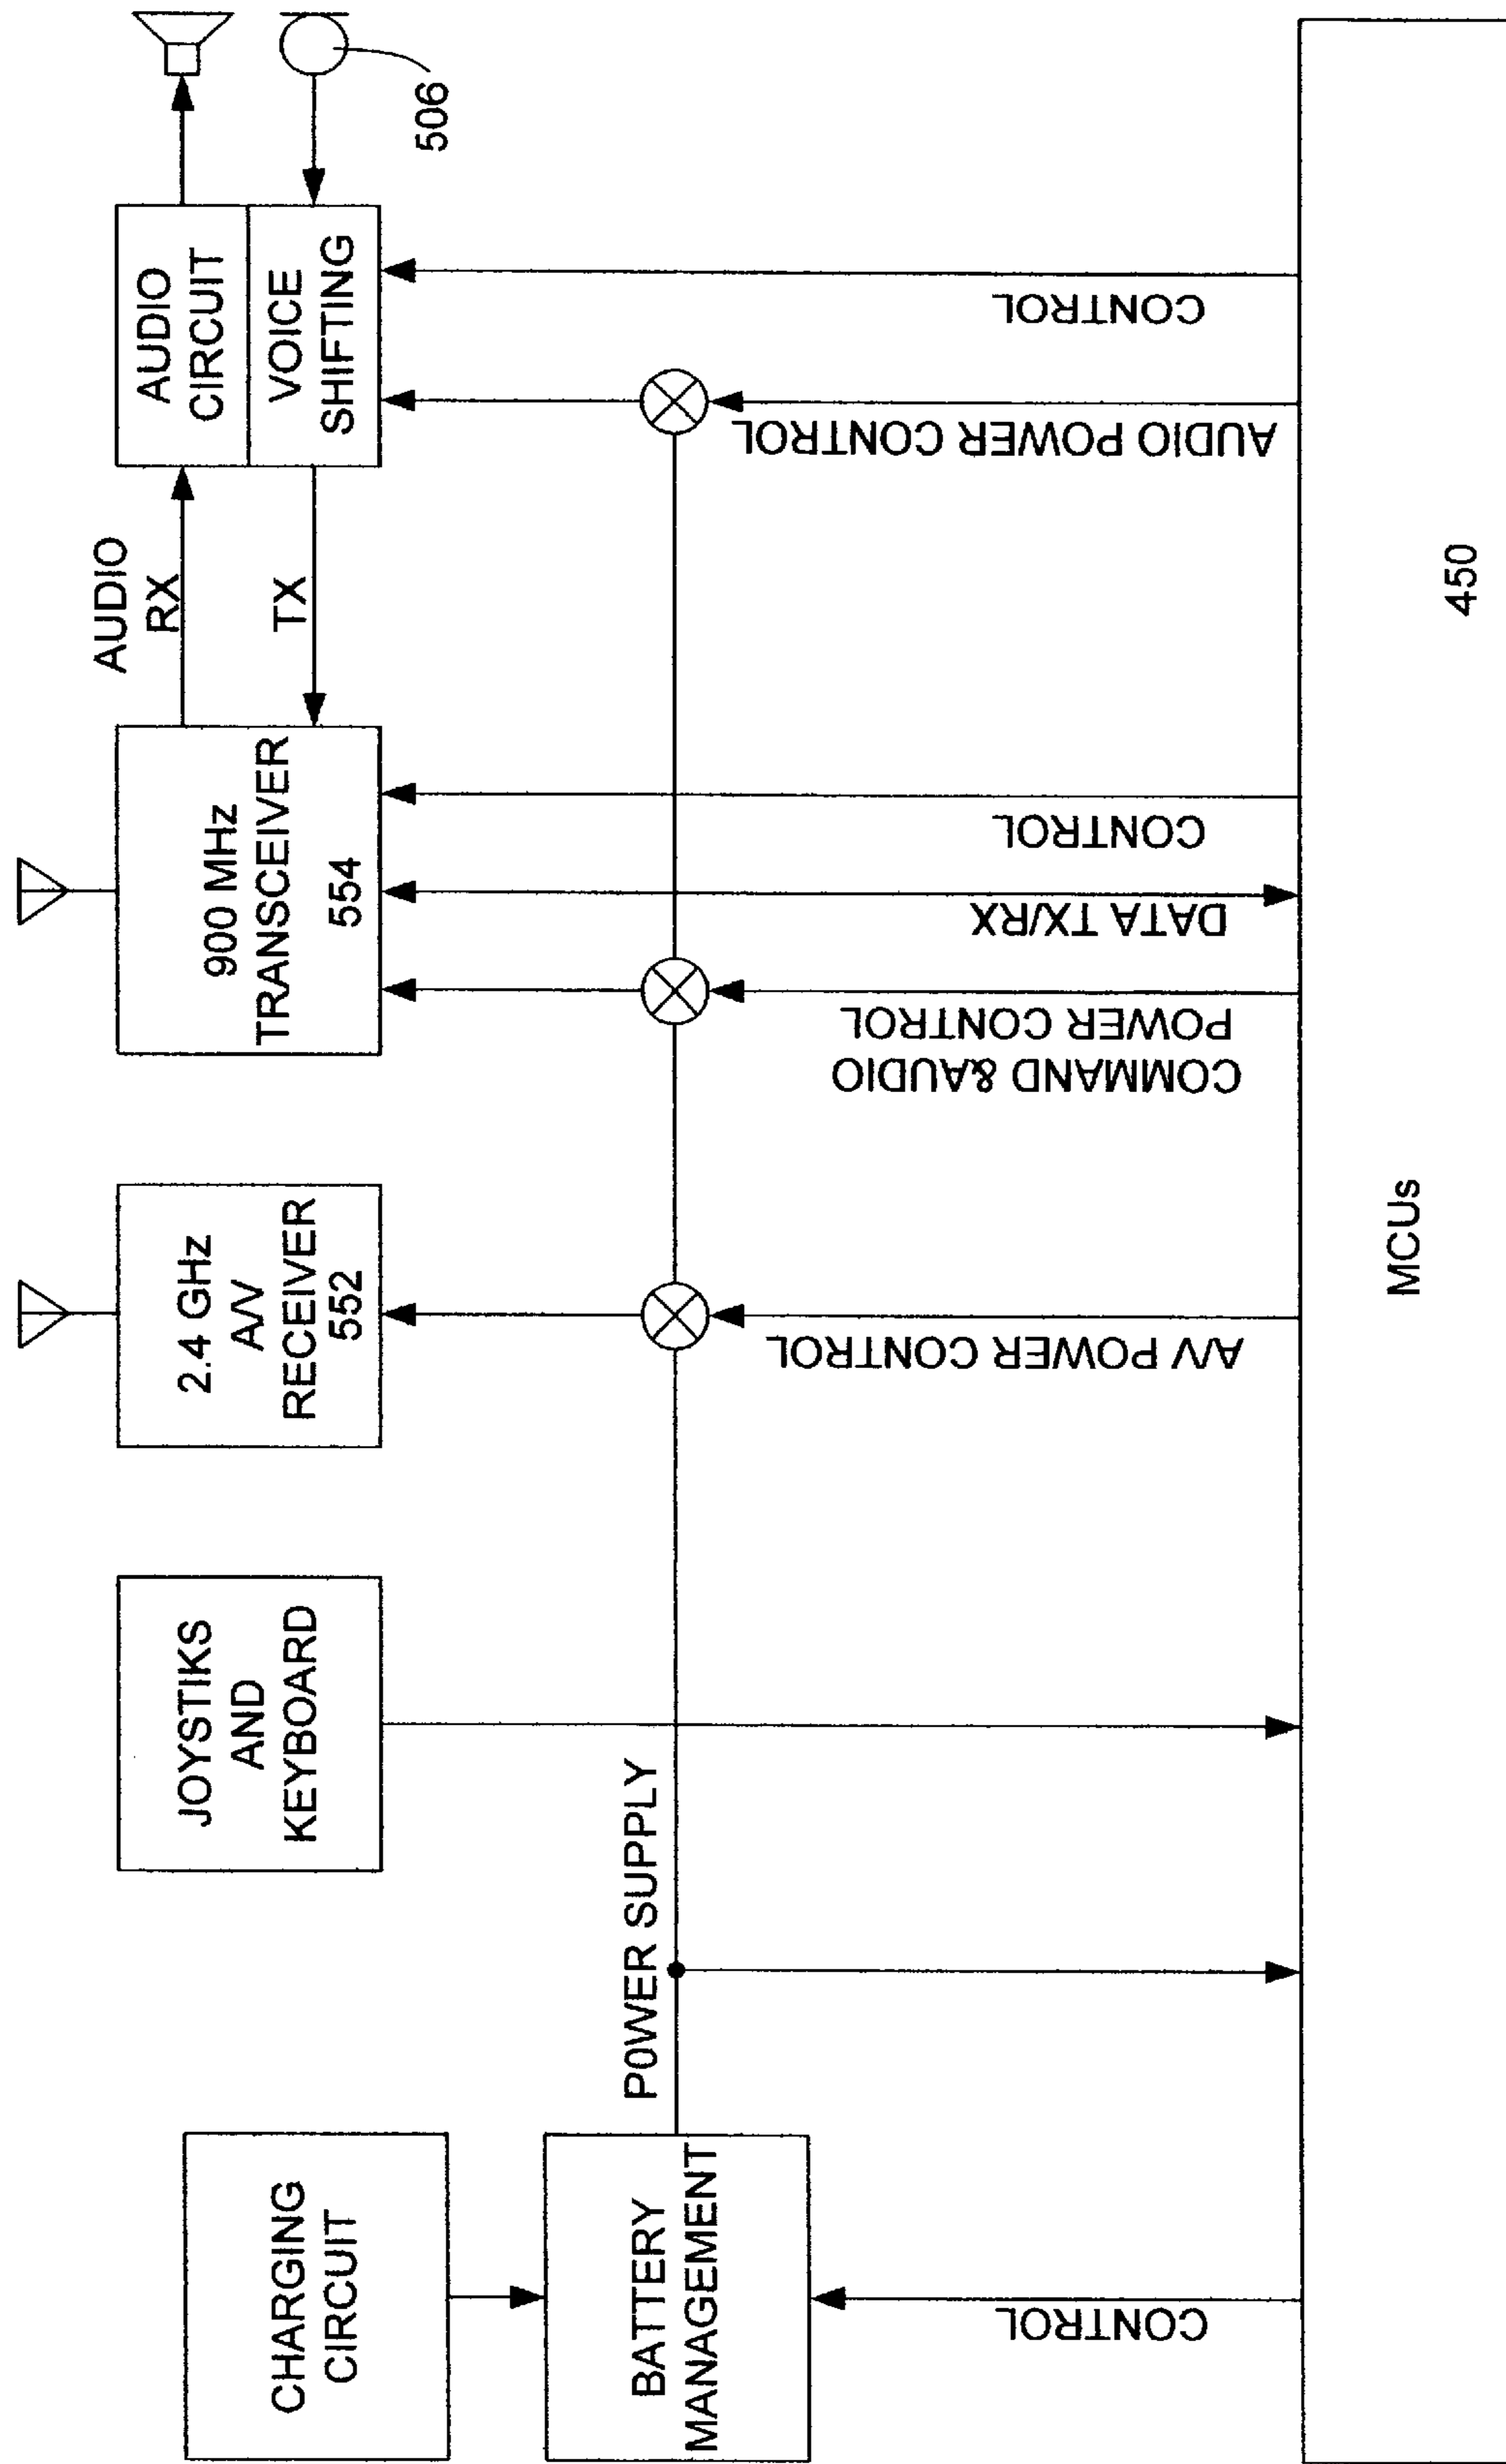 CHARGING
CIRCUIT
BATTERY
MANAGEMENT
CONTROL
P0WER SUPPLY
JOYSTIKS
AND
KEYBOARD
2.4 GHz
A/V
RECEIVER
552
A/V POWER CONTROL
900 MHz
TRANSCEIVER
554
COMMAND &AUDIO
POWER CONTROL
DATA TX/RX
CONTROL
AUDIO
RX
TX
AUDIO
CIRCUIT
VOICE
SHIFTING
AUDIO POWER CONTROL
CONTROL
506
MCUs
450